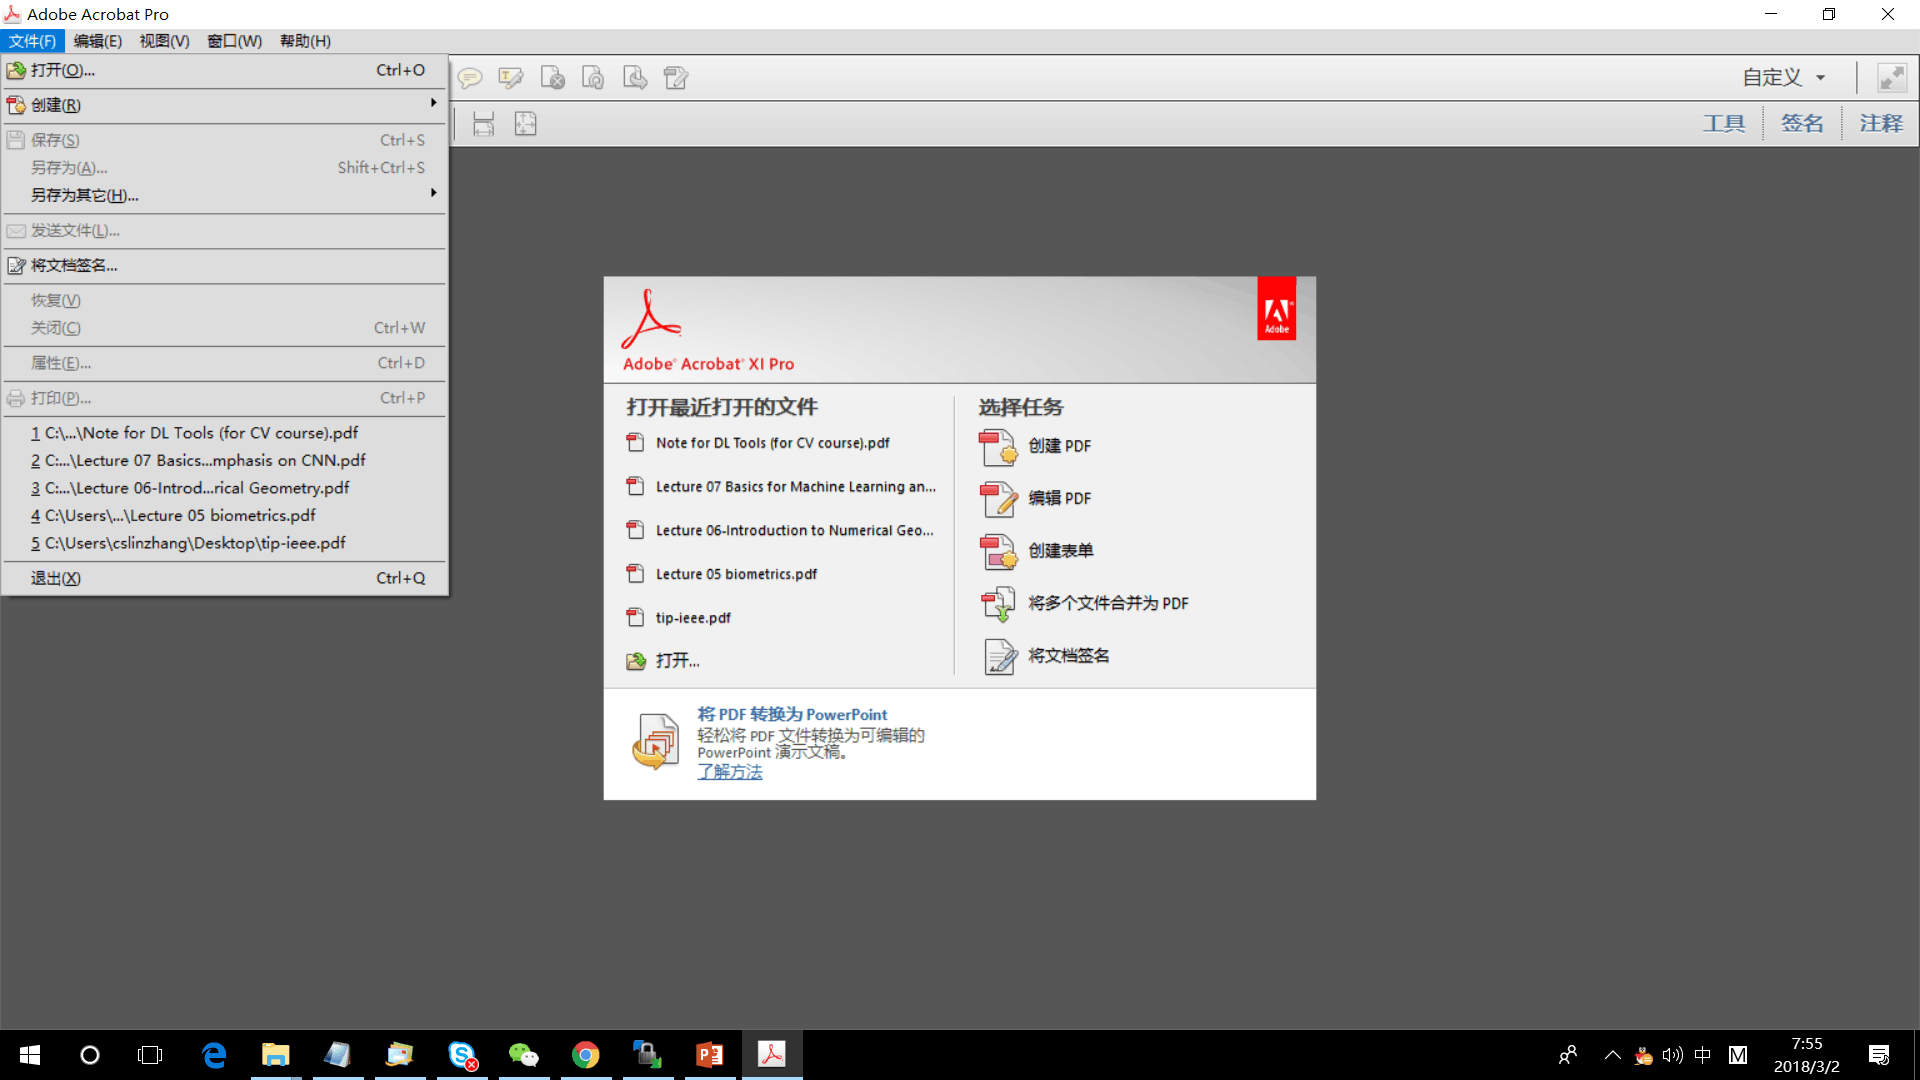 Adobe Acrobat Pro
文件(F) 编辑(E) 视图(V) 窗口(W) 帮助(H)
打开(O)... Ctrl+O
创建(R)
保存(S) Ctrl+S
另存为(A)... Shift+Ctrl+S
另存为其它(H)...
发送文件(L)...
将文档签名...
恢复(V)
关闭(C) Ctrl+W
属性(E)... Ctrl+D
打印(P)... Ctrl+P
1 C:\...\Note for DL Tools (for CV course).pdf
2 C:...\Lecture 07 Basics...mphasis on CNN.pdf
3 C:...\Lecture 06-Introd...rical Geometry.pdf
4 C:\Users\...\Lecture 05 biometrics.pdf
5 C:\Users\cslinzhang\Desktop\tip-ieee.pdf
退出(X) Ctrl+Q
自定义
工具 签名 注释
Adobe® Acrobat® XI Pro
Adobe
打开最近打开的文件
Note for DL Tools (for CV course).pdf
Lecture 07 Basics for Machine Learning an...
Lecture 06-Introduction to Numerical Geo...
Lecture 05 biometrics.pdf
tip-ieee.pdf
打开...
选择任务
创建 PDF
编辑 PDF
创建表单
将多个文件合并为 PDF
将文档签名
将 PDF 转换为 PowerPoint
轻松将 PDF 文件转换为可编辑的
PowerPoint 演示文稿。
了解方法
中 M
7:55
2018/3/2